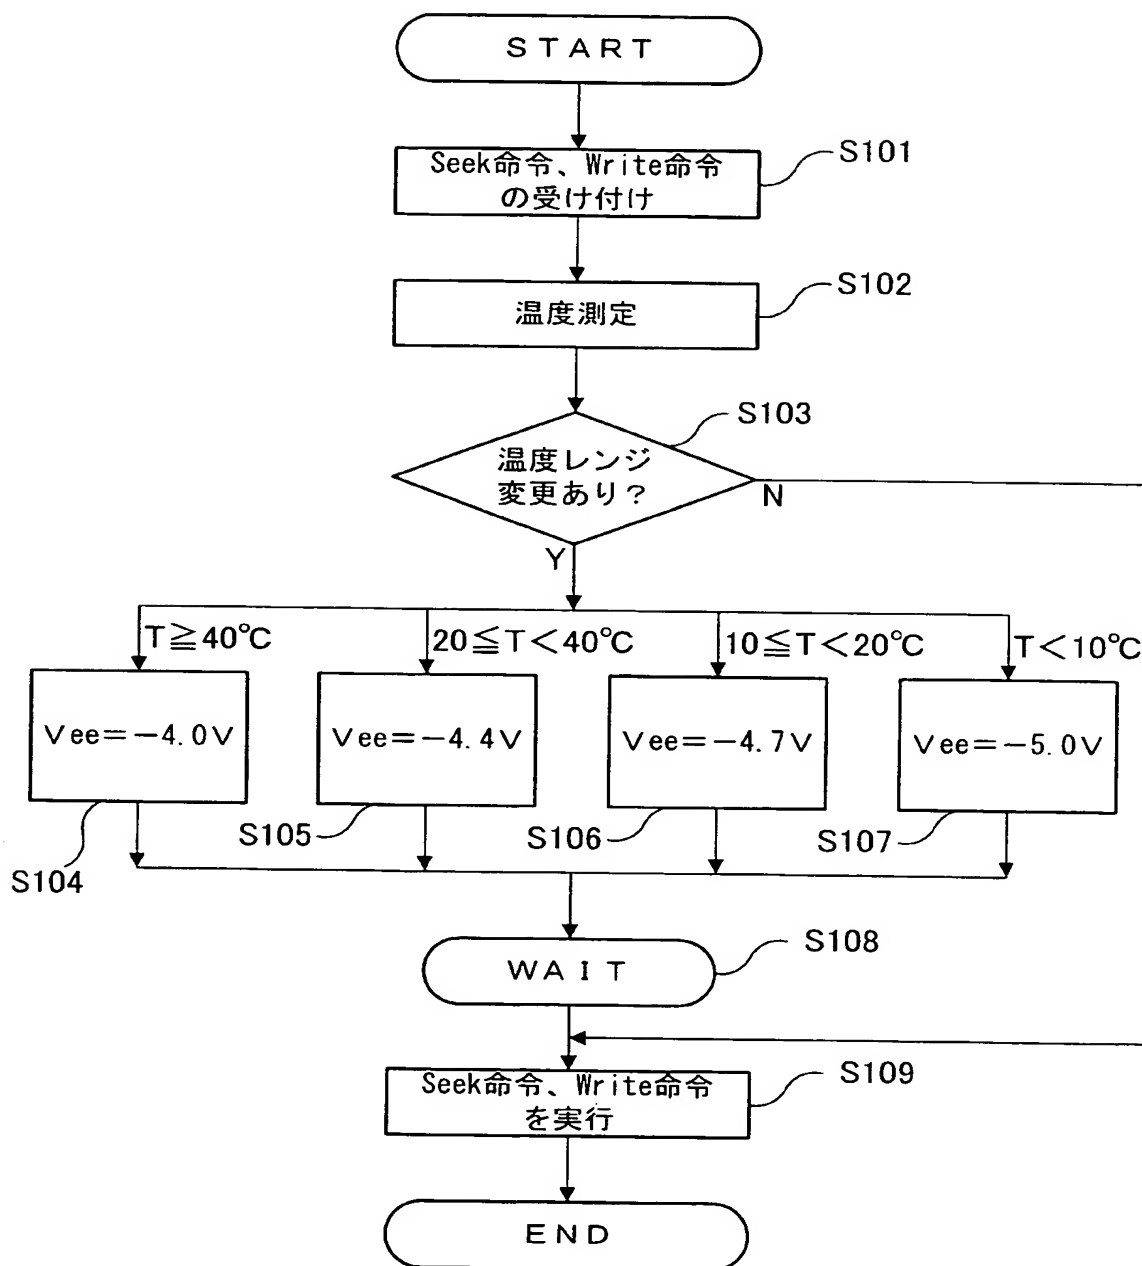 START
Seek命令、Write命令
の受け付け
S101
温度測定
S102
温度レンジ
変更あり？
S103
N
Y
T≧40℃
20≦T<40℃
10≦T<20℃
T<10℃
Vee=-4.0V
Vee=-4.4V
Vee=-4.7V
Vee=-5.0V
S104
S105
S106
S107
WAIT
S108
Seek命令、Write命令
を実行
S109
END